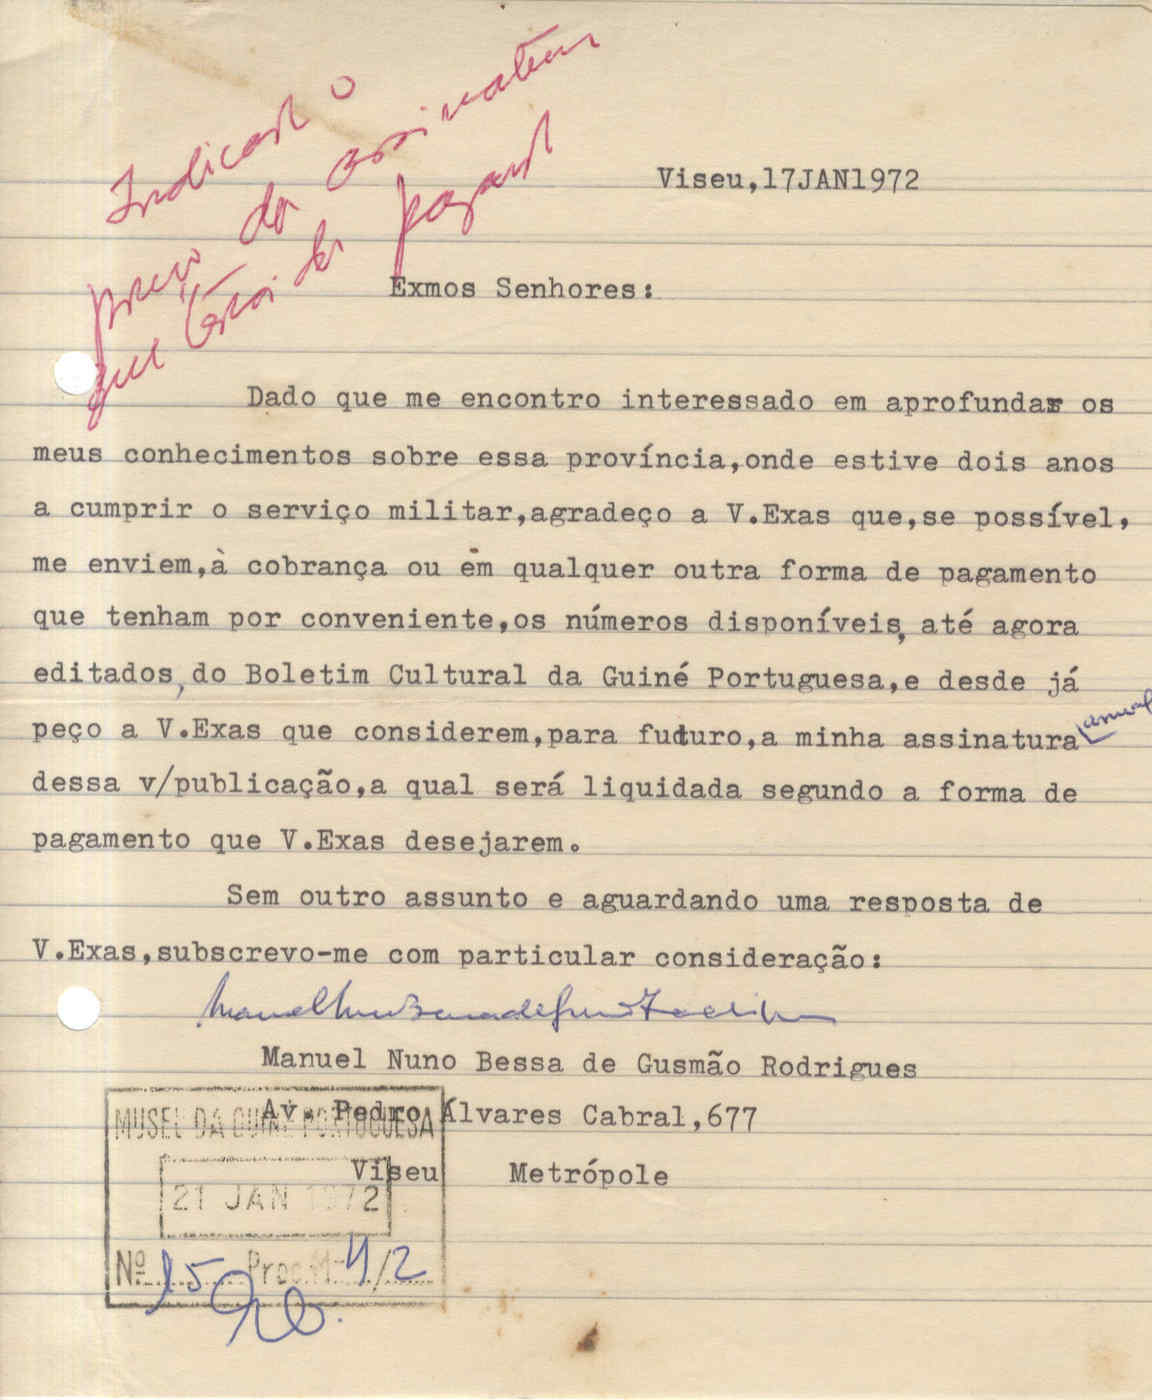 Indicar o
preço da assinatura
que terá de pagar
Viseu,17JAN1972
Exmos Senhores:
Dado que me encontro interessado em aprofundar os
meus conhecimentos sobre essa província,onde estive dois anos
a cumprir o serviço militar,agradeço a V.Exas que,se possível,
me enviem,à cobrança ou em qualquer outra forma de pagamento
que tenham por conveniente,os números disponíveis, até agora
editados,do Boletim Cultural da Guiné Portuguesa,e desde já
peço a V.Exas que considerem,para futuro,a minha assinatura anual
dessa v/publicação,a qual será liquidada segundo a forma de
pagamento que V.Exas desejarem.
Sem outro assunto e aguardando uma resposta de
V.Exas,subscrevo-me com particular consideração:
Manuel Nuno Bessa de Gusmão Rodrigues
Av. Pedro Álvares Cabral,677
Viseu Metrópole
MUSEU DA GUINÉ PORTUGUESA
21 JAN 1972
Nº 15 Proc. 4/2